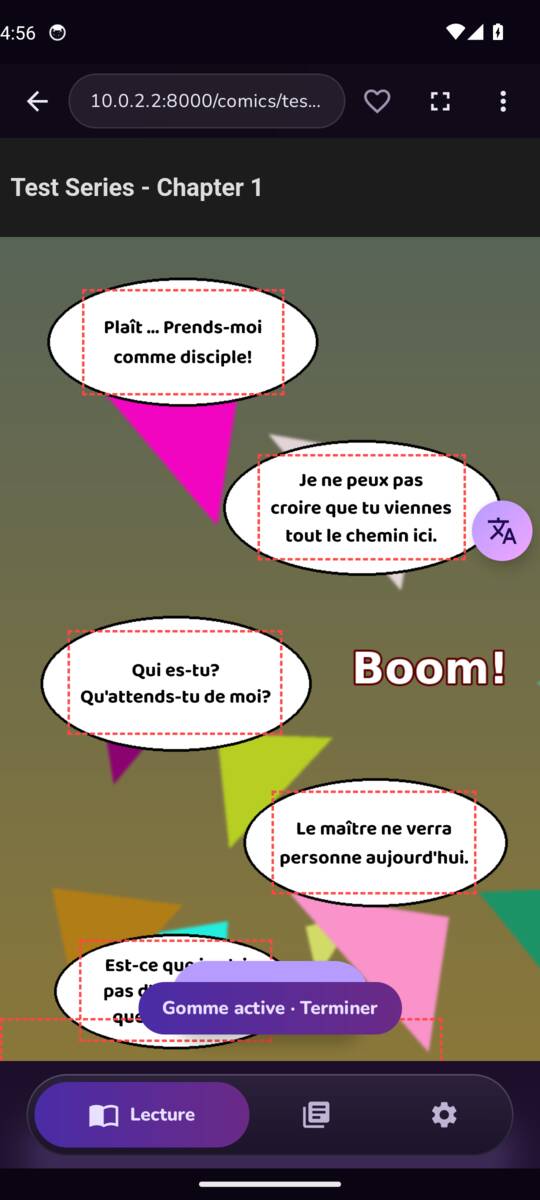 4:56
10.0.2.2:8000/comics/tes...
Test Series - Chapter 1
Plaît ... Prends-moi
comme disciple!
Je ne peux pas
croire que tu viennes
tout le chemin ici.
Qui es-tu?
Qu'attends-tu de moi?
Boom!
Le maître ne verra
personne aujourd'hui.
Est-ce que
pas
Gomme active · Terminer
Lecture